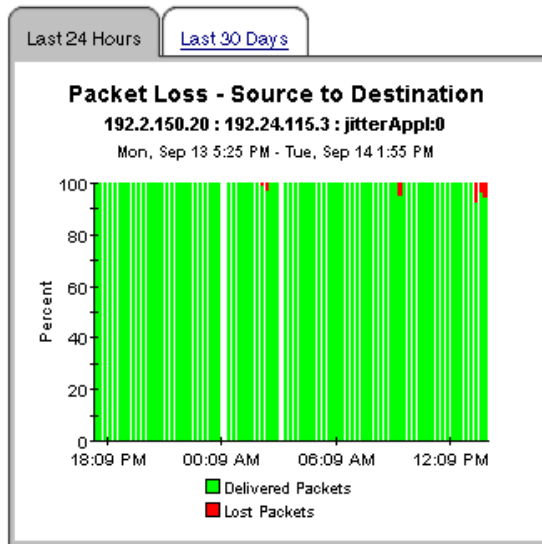 Last 24 Hours
Last 30 Days
Packet Loss - Source to Destination
192.2.150.20 : 192.24.115.3 : jitterAppl:0
Mon, Sep 13 5:25 PM - Tue, Sep 14 1:55 PM
100
80
60
40
20
0
Percent
18:09 PM 00:09 AM 06:09 AM 12:09 PM
Delivered Packets
Lost Packets